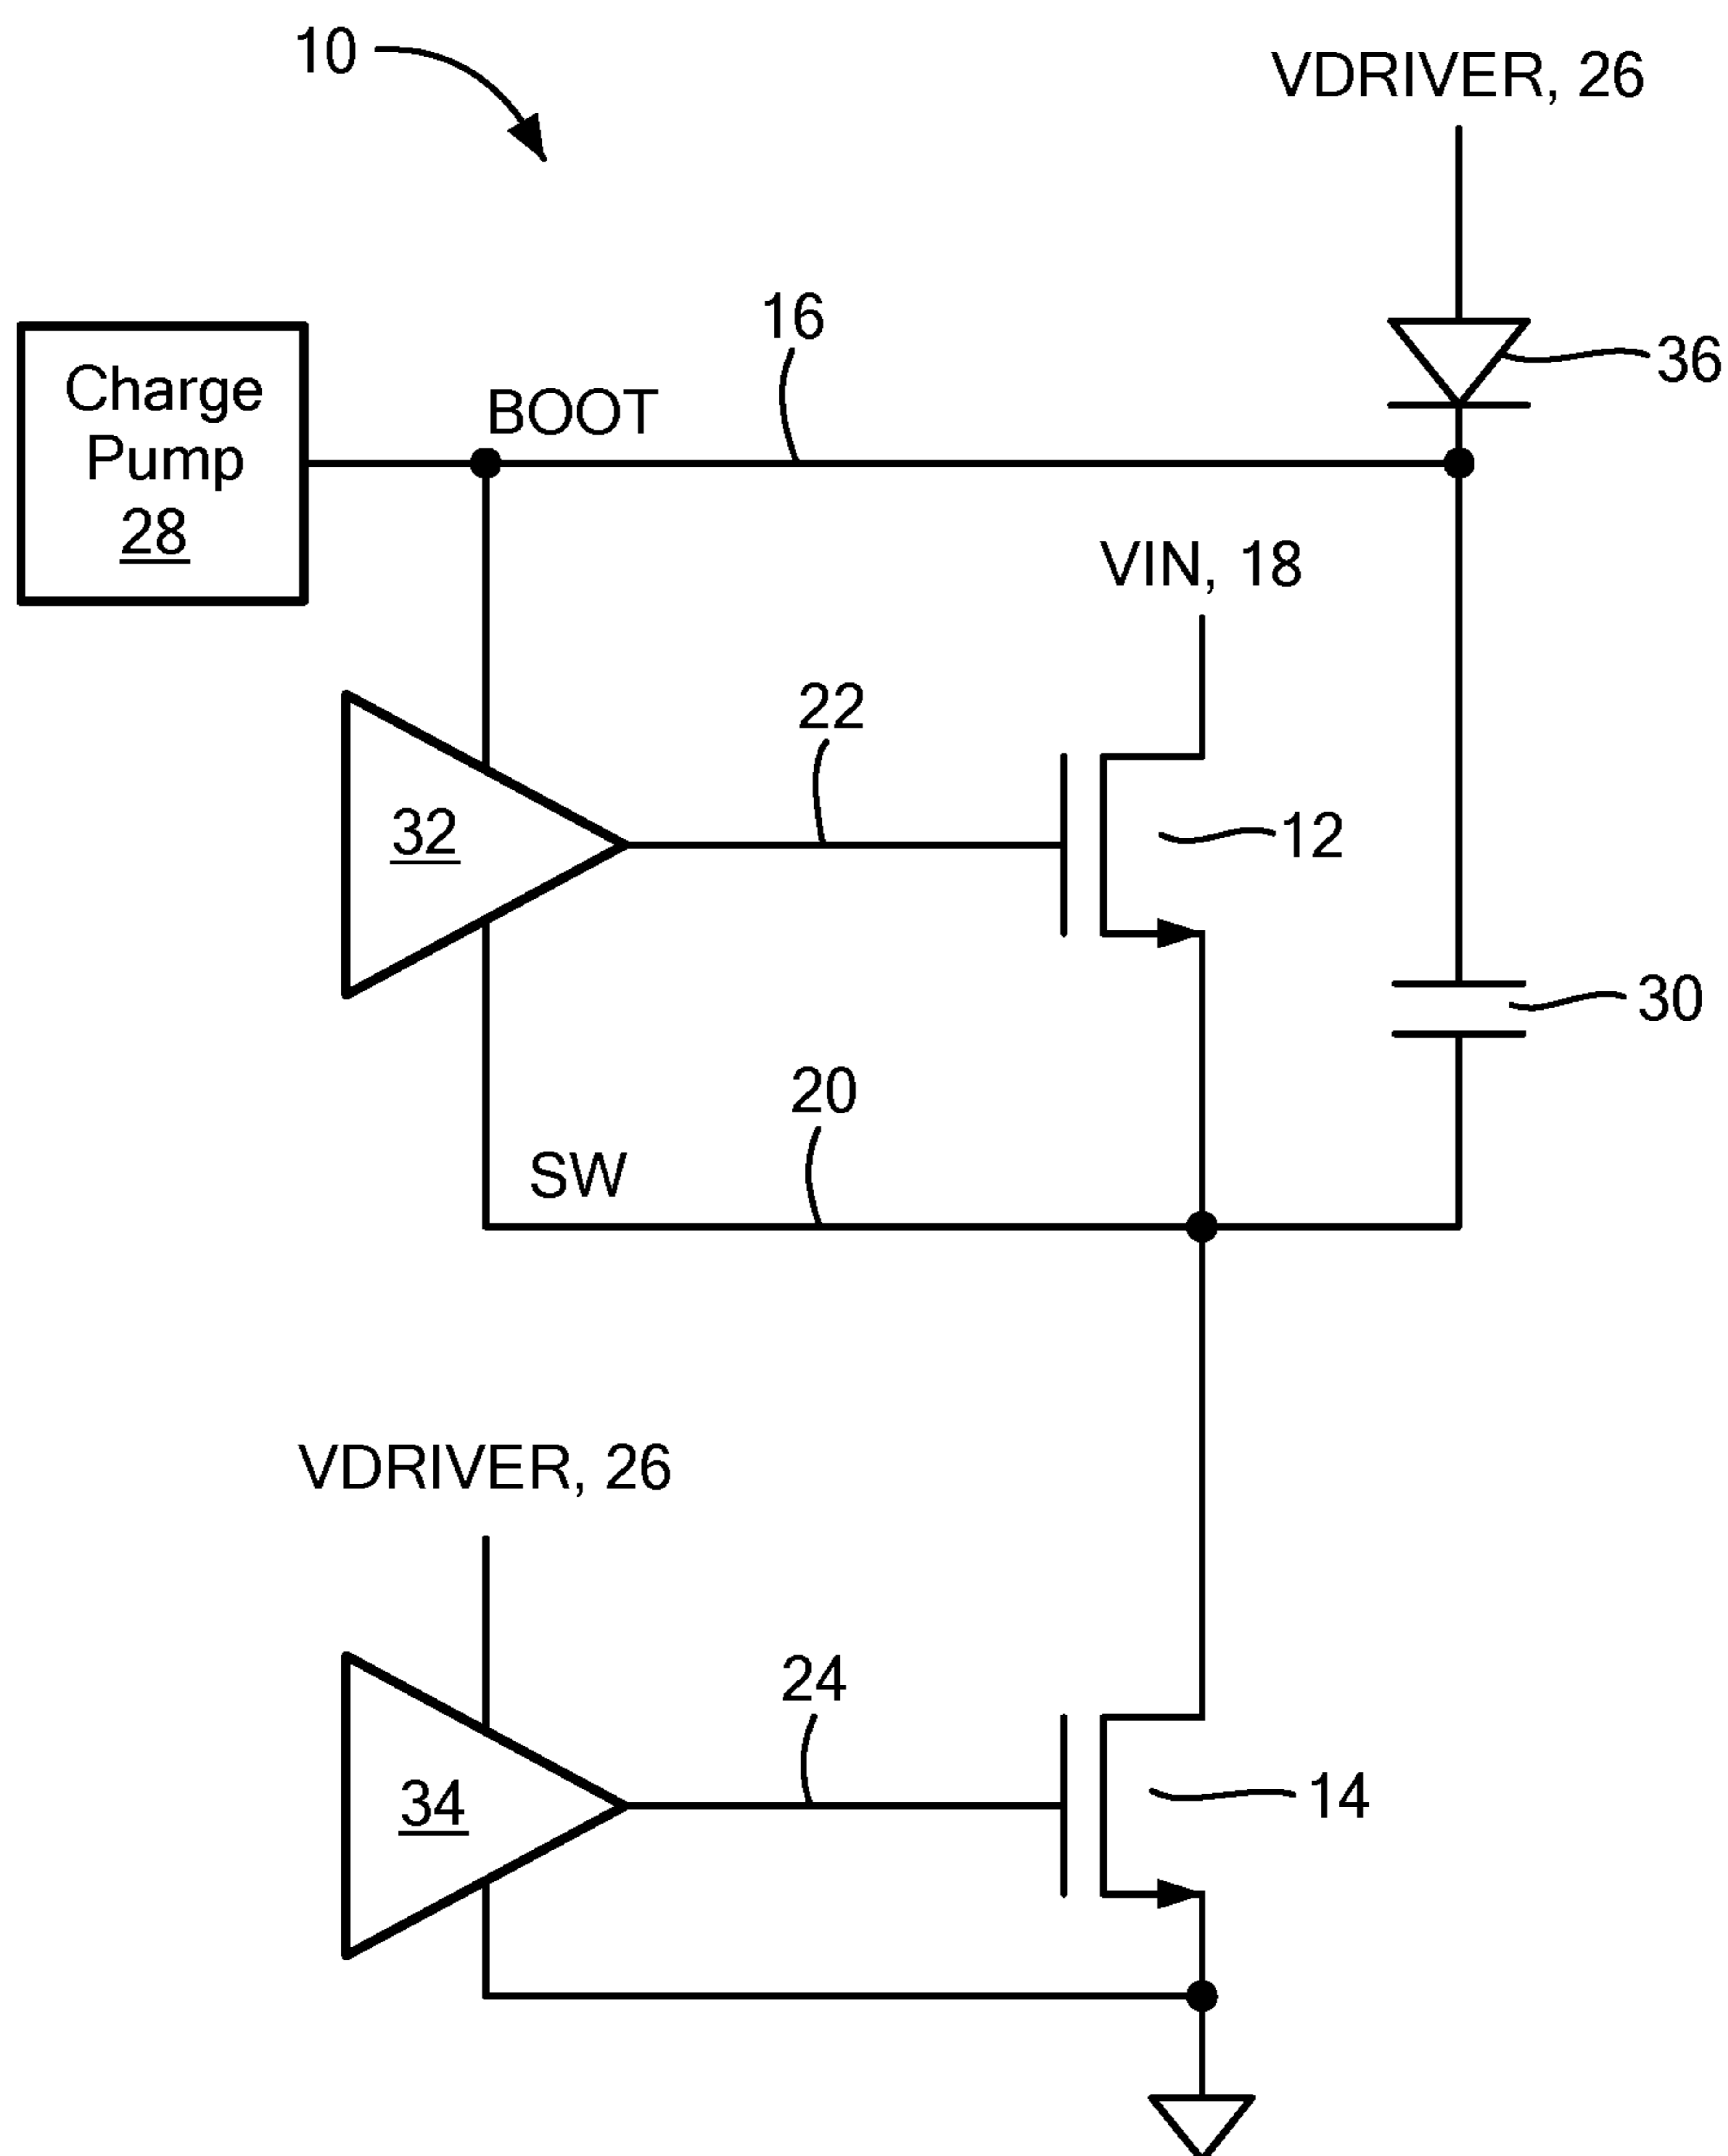 10
VDRIVER, 26
16
36
Charge
Pump
28
BOOT
VIN, 18
22
32
12
30
20
SW
VDRIVER, 26
24
34
14